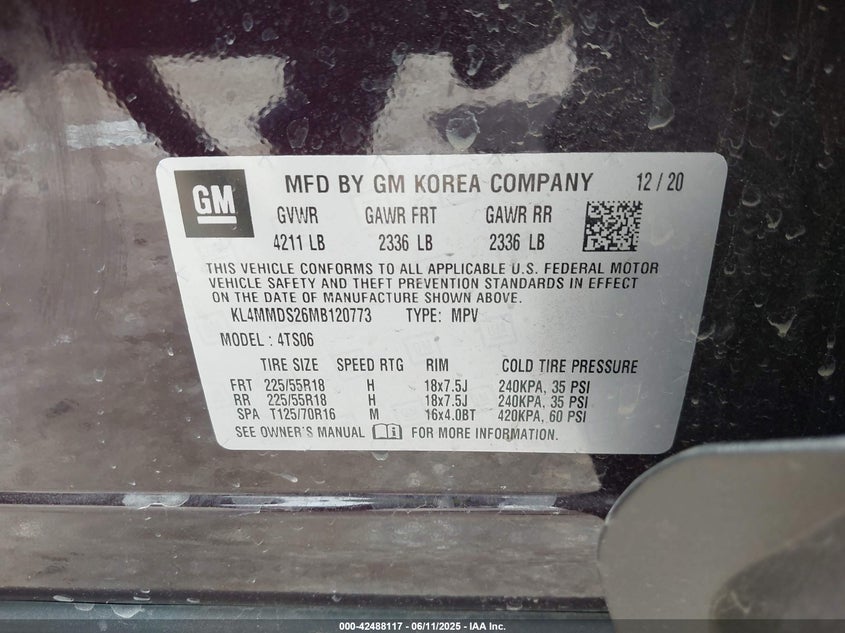 GM
MFD BY GM KOREA COMPANY 12/20
GVWR GAWR FRT GAWR RR
4211 LB 2336 LB 2336 LB
THIS VEHICLE CONFORMS TO ALL APPLICABLE U.S. FEDERAL MOTOR
VEHICLE SAFETY AND THEFT PREVENTION STANDARDS IN EFFECT
ON THE DATE OF MANUFACTURE SHOWN ABOVE.
KL4MMDS26MB120773 TYPE: MPV
MODEL : 4TS06
TIRE SIZE SPEED RTG RIM COLD TIRE PRESSURE
FRT 225/55R18 H 18x7.5J 240KPA, 35 PSI
RR 225/55R18 H 18x7.5J 240KPA, 35 PSI
SPA T125/70R16 M 16x4.0BT 420KPA, 60 PSI
SEE OWNER'S MANUAL FOR MORE INFORMATION.
000-42488117 - 06/11/2025 - IAA Inc.